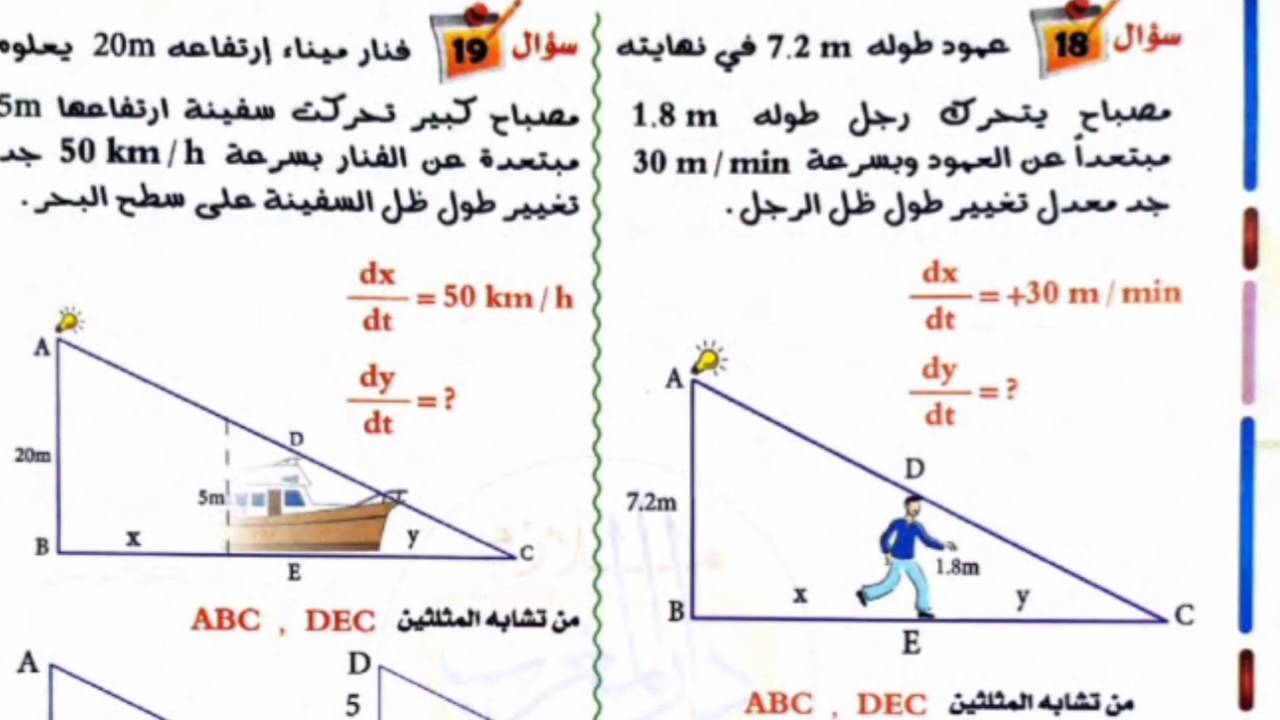 سؤال 18 عمود طوله 7.2 m في نهايته
مصباح يتحرك رجل طوله 1.8 m
مبتعداً عن العمود وبسرعة 30 m/min
جد معدل تغيير طول ظل الرجل .
dx/dt = +30 m/min
dy/dt = ?
A
D
7.2m
1.8m
x
y
B
E
C
من تشابه المثلثين ABC , DEC
سؤال 19 فنار ميناء إرتفاعه 20m يعلوه
مصباح كبير تحركت سفينة ارتفاعها 5m
مبتعدة عن الفنار بسرعة 50 km/h جد
تغيير طول ظل السفينة على سطح البحر .
dx/dt = 50 km/h
dy/dt = ?
A
D
20m
5m
x
y
B
E
C
من تشابه المثلثين ABC , DEC
A
D
5